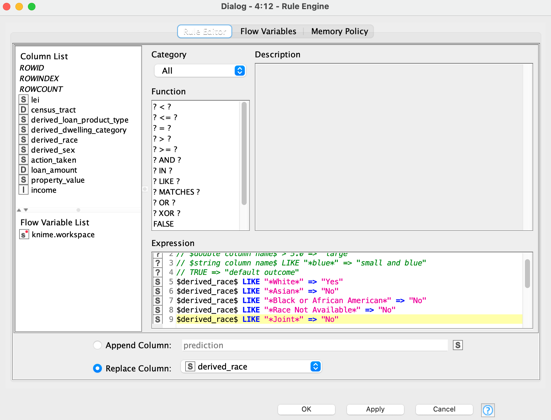 Dialog - 4:12 - Rule Engine
Rule Editor Flow Variables Memory Policy
Column List
ROWID
ROWINDEX
ROWCOUNT
S lei
D census_tract
S derived_loan_product_type
S derived_dwelling_category
S derived_race
S derived_sex
S action_taken
D loan_amount
S property_value
I income
Flow Variable List
s knime.workspace
Category
All
Function
? < ?
? <= ?
? = ?
? > ?
? >= ?
? AND ?
? IN ?
? LIKE ?
? MATCHES ?
? OR ?
? XOR ?
FALSE
Description
Expression
? 2 // $double column name$ > 5.0 => "large"
? 3 // $string column name$ LIKE "*blue*" => "small and blue"
? 4 // TRUE => "default outcome"
S 5 $derived_race$ LIKE "*White*" => "Yes"
S 6 $derived_race$ LIKE "*Asian*" => "No"
S 7 $derived_race$ LIKE "*Black or African American*" => "No"
S 8 $derived_race$ LIKE "*Race Not Available*" => "No"
S 9 $derived_race$ LIKE "*Joint*" => "No"
Append Column: prediction S
Replace Column: S derived_race
OK Apply Cancel ?